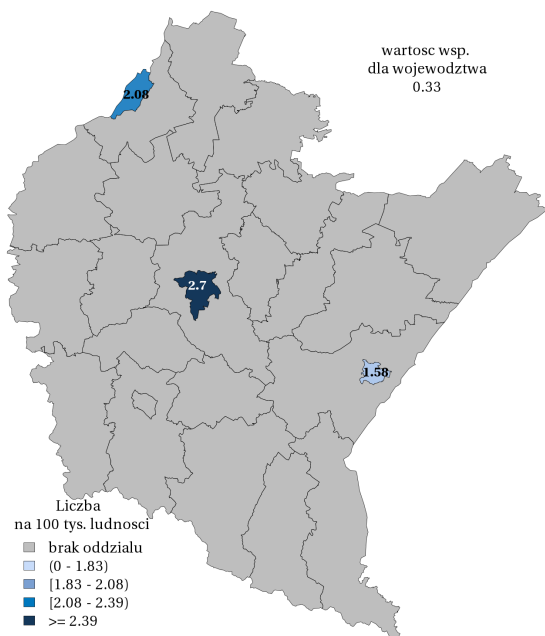 wartosc wsp.
dla wojewodztwa
0.33
2.08
2.7
1.58
Liczba
na 100 tys. ludnosci
brak oddzialu
(0 - 1.83)
[1.83 - 2.08)
[2.08 - 2.39)
>= 2.39